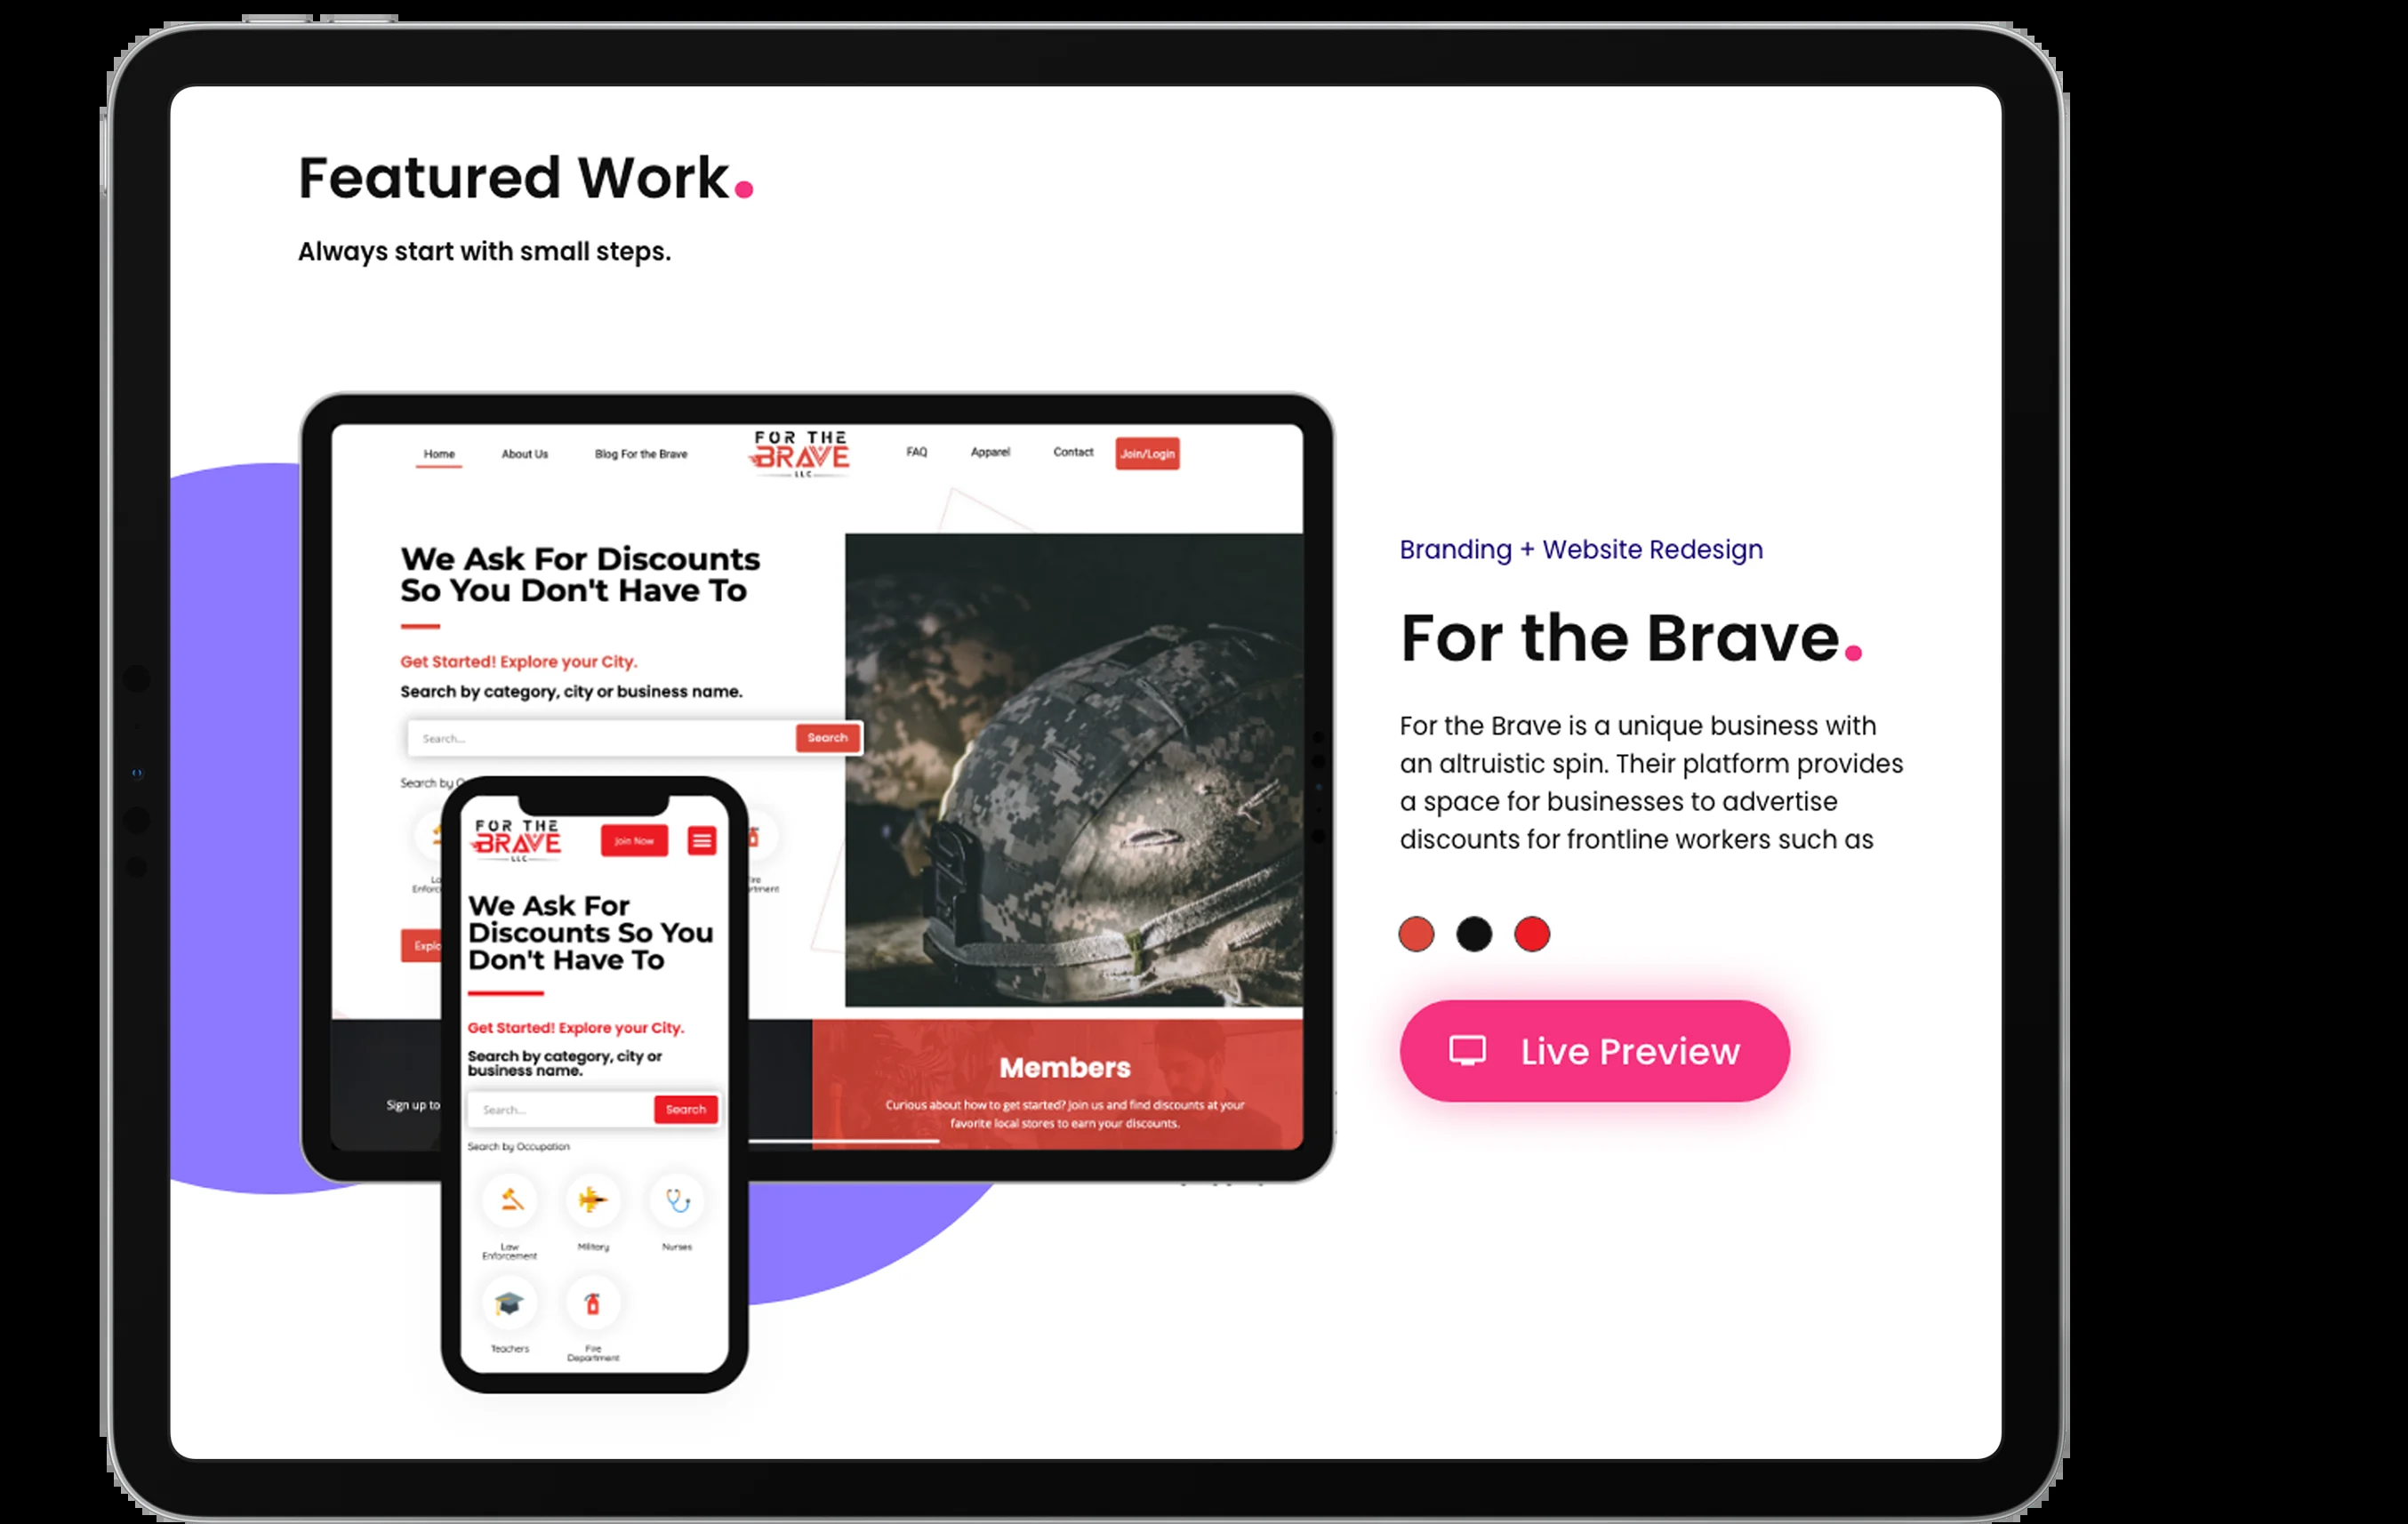 Featured Work.
Always start with small steps.
Home
About Us
Blog For the Brave
FOR THE
BRAVE
LLC
FAQ
Apparel
Contact
Join/Login
We Ask For Discounts
So You Don't Have To
Get Started! Explore your City.
Search by category, city or business name.
Search...
Search
Search by
Sign up to
Members
Curious about how to get started? Join us and find discounts at your
favorite local stores to earn your discounts.
FOR THE
BRAVE
LLC
Join Now
We Ask For
Discounts So You
Don't Have To
Get Started! Explore your City.
Search by category, city or
business name.
Search...
Search
Search by Occupation
Law
Enforcement
Military
Nurses
Teachers
Fire
Department
Branding + Website Redesign
For the Brave.
For the Brave is a unique business with
an altruistic spin. Their platform provides
a space for businesses to advertise
discounts for frontline workers such as
Live Preview